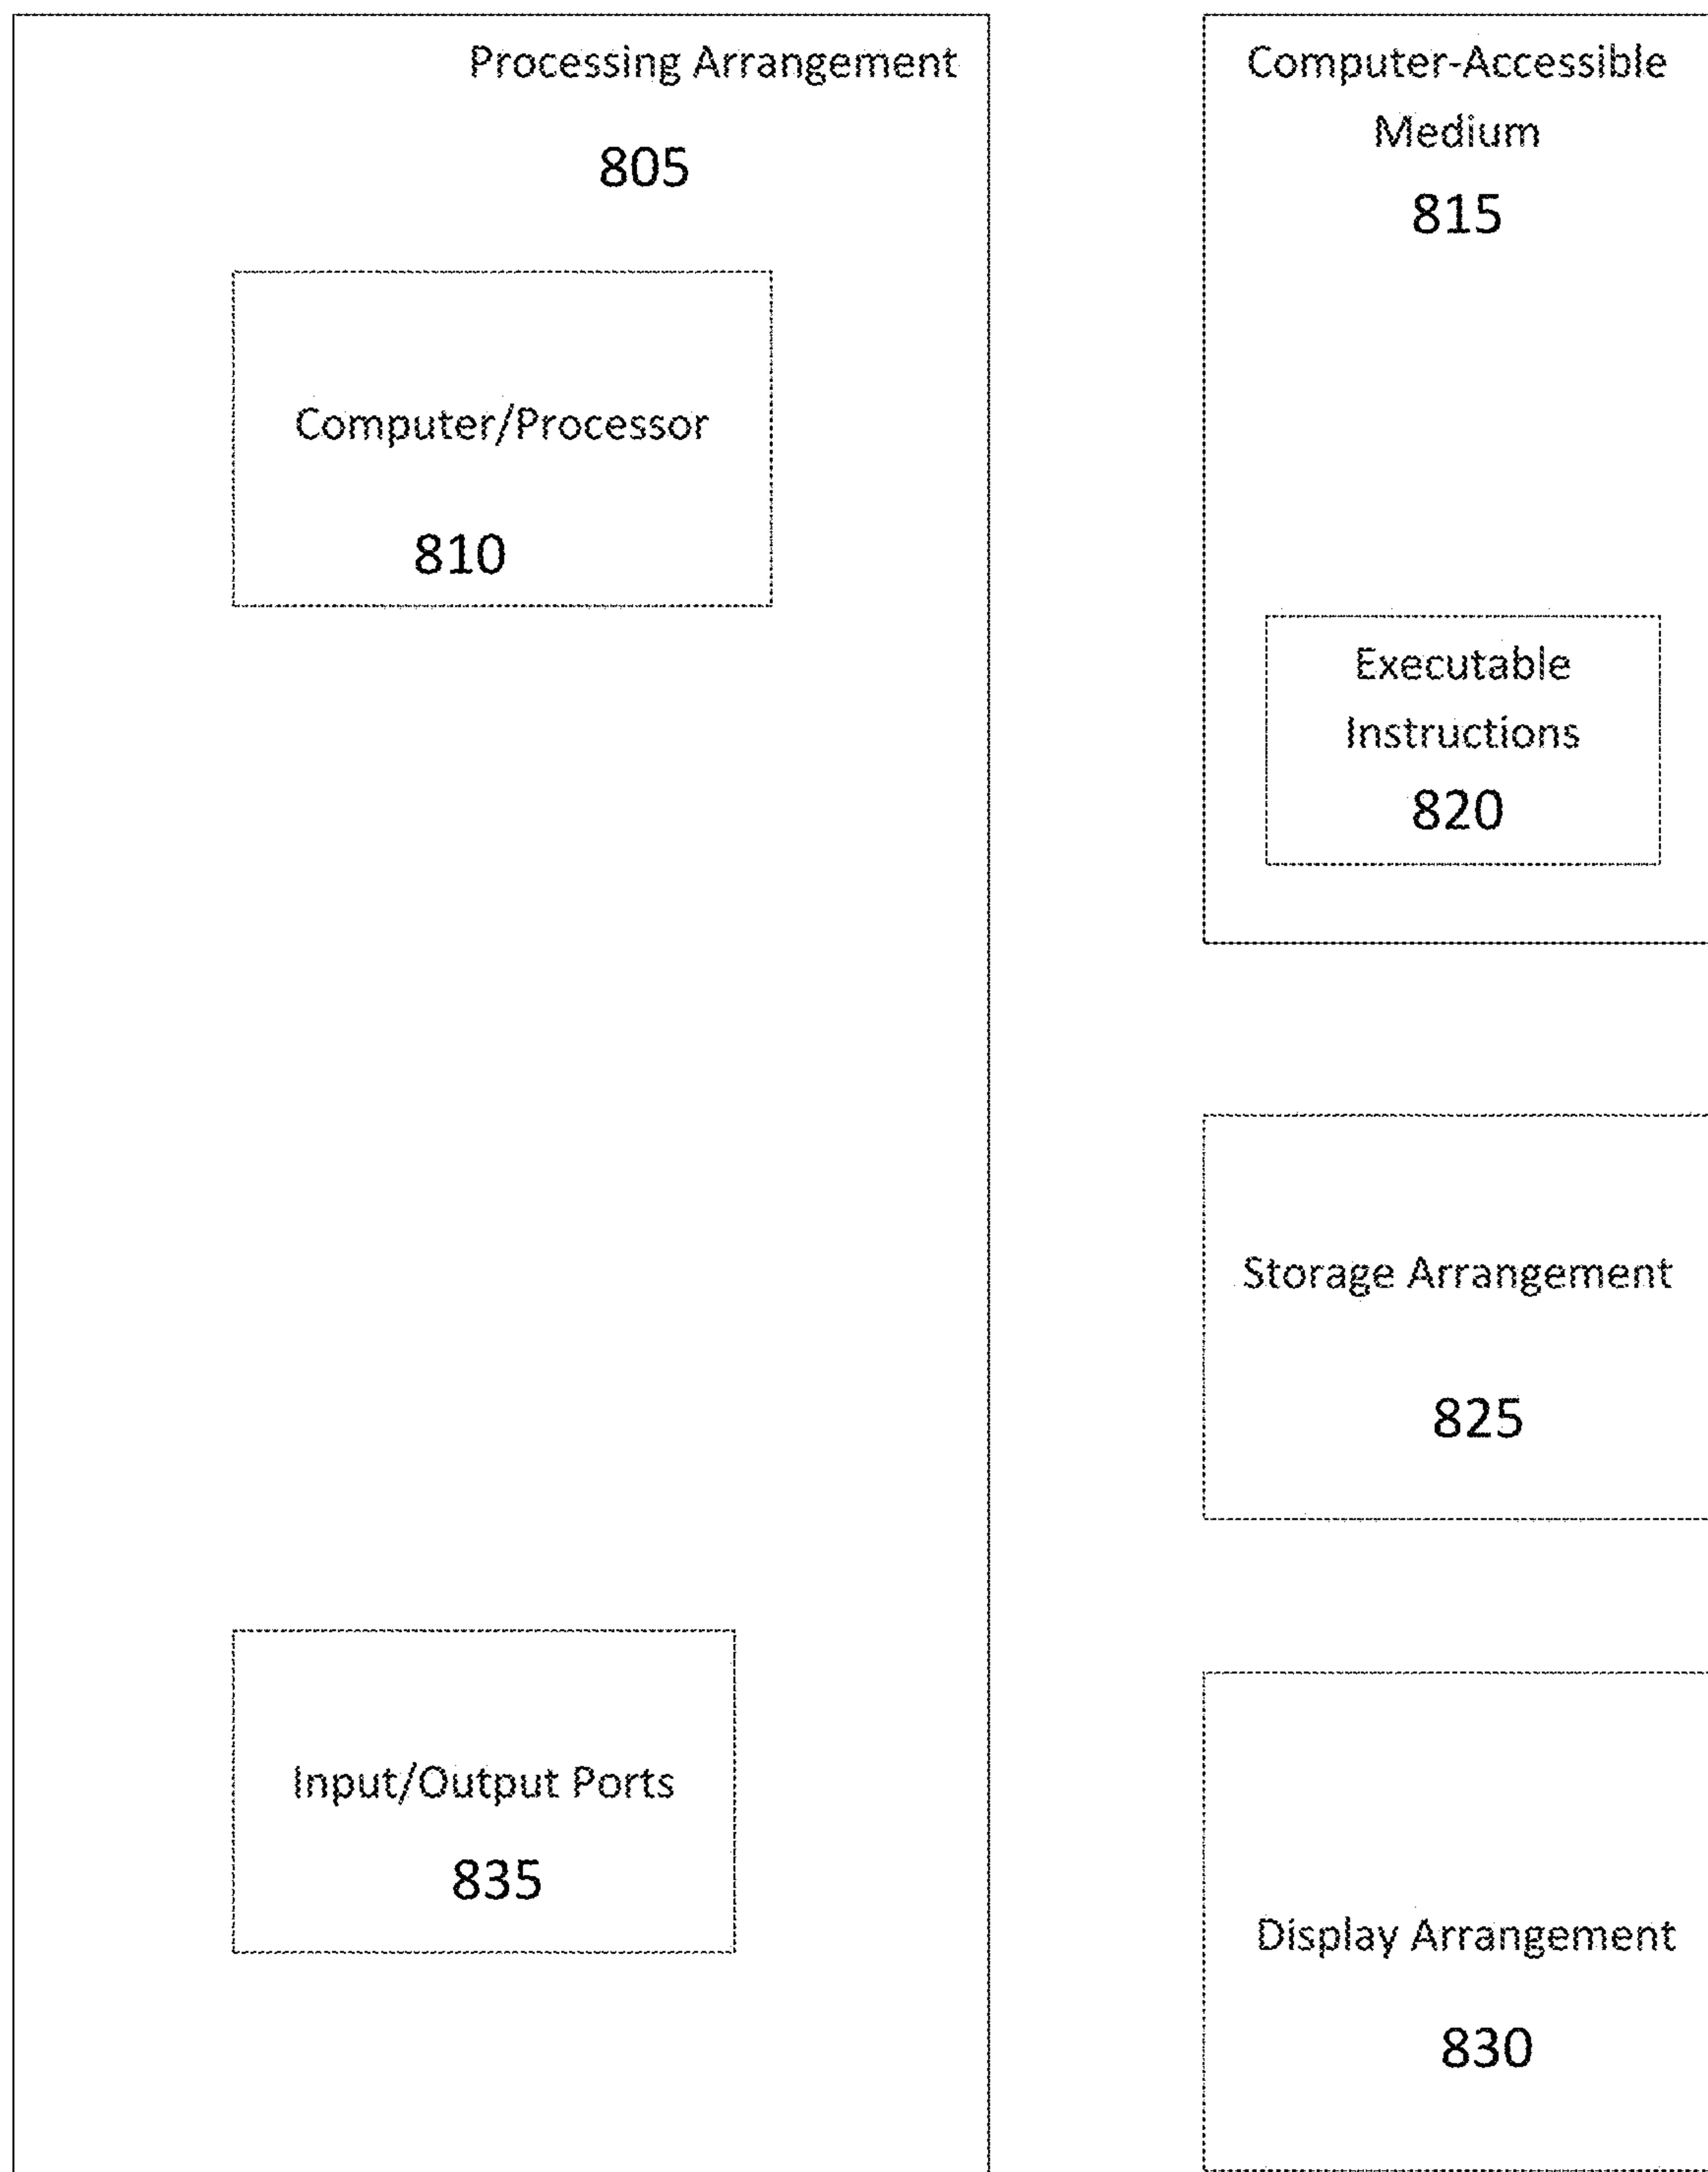 Processing Arrangement
805
Computer/Processor
810
Input/Output Ports
835
Computer-Accessible
Medium
815
Executable
Instructions
820
Storage Arrangement
825
Display Arrangement
830